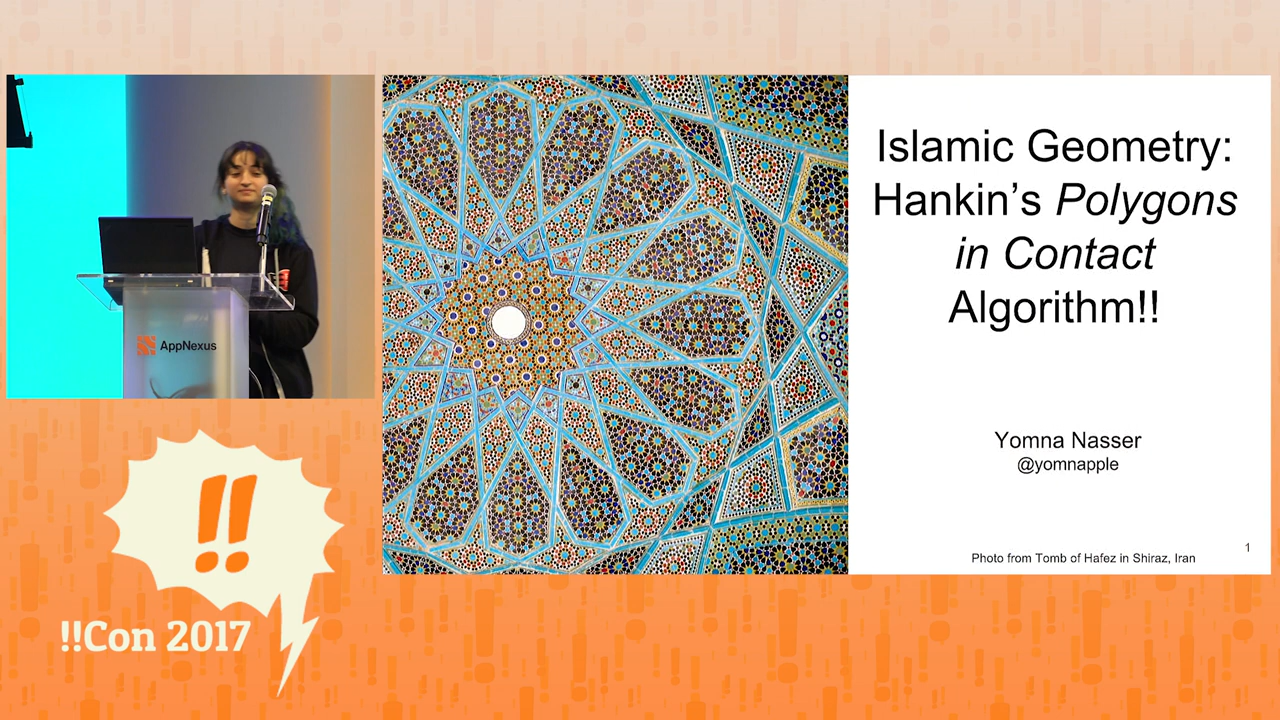 AppNexus
!!
!!Con 2017
Islamic Geometry:
Hankin's Polygons
in Contact
Algorithm!!
Yomna Nasser
@yomnapple
1
Photo from Tomb of Hafez in Shiraz, Iran